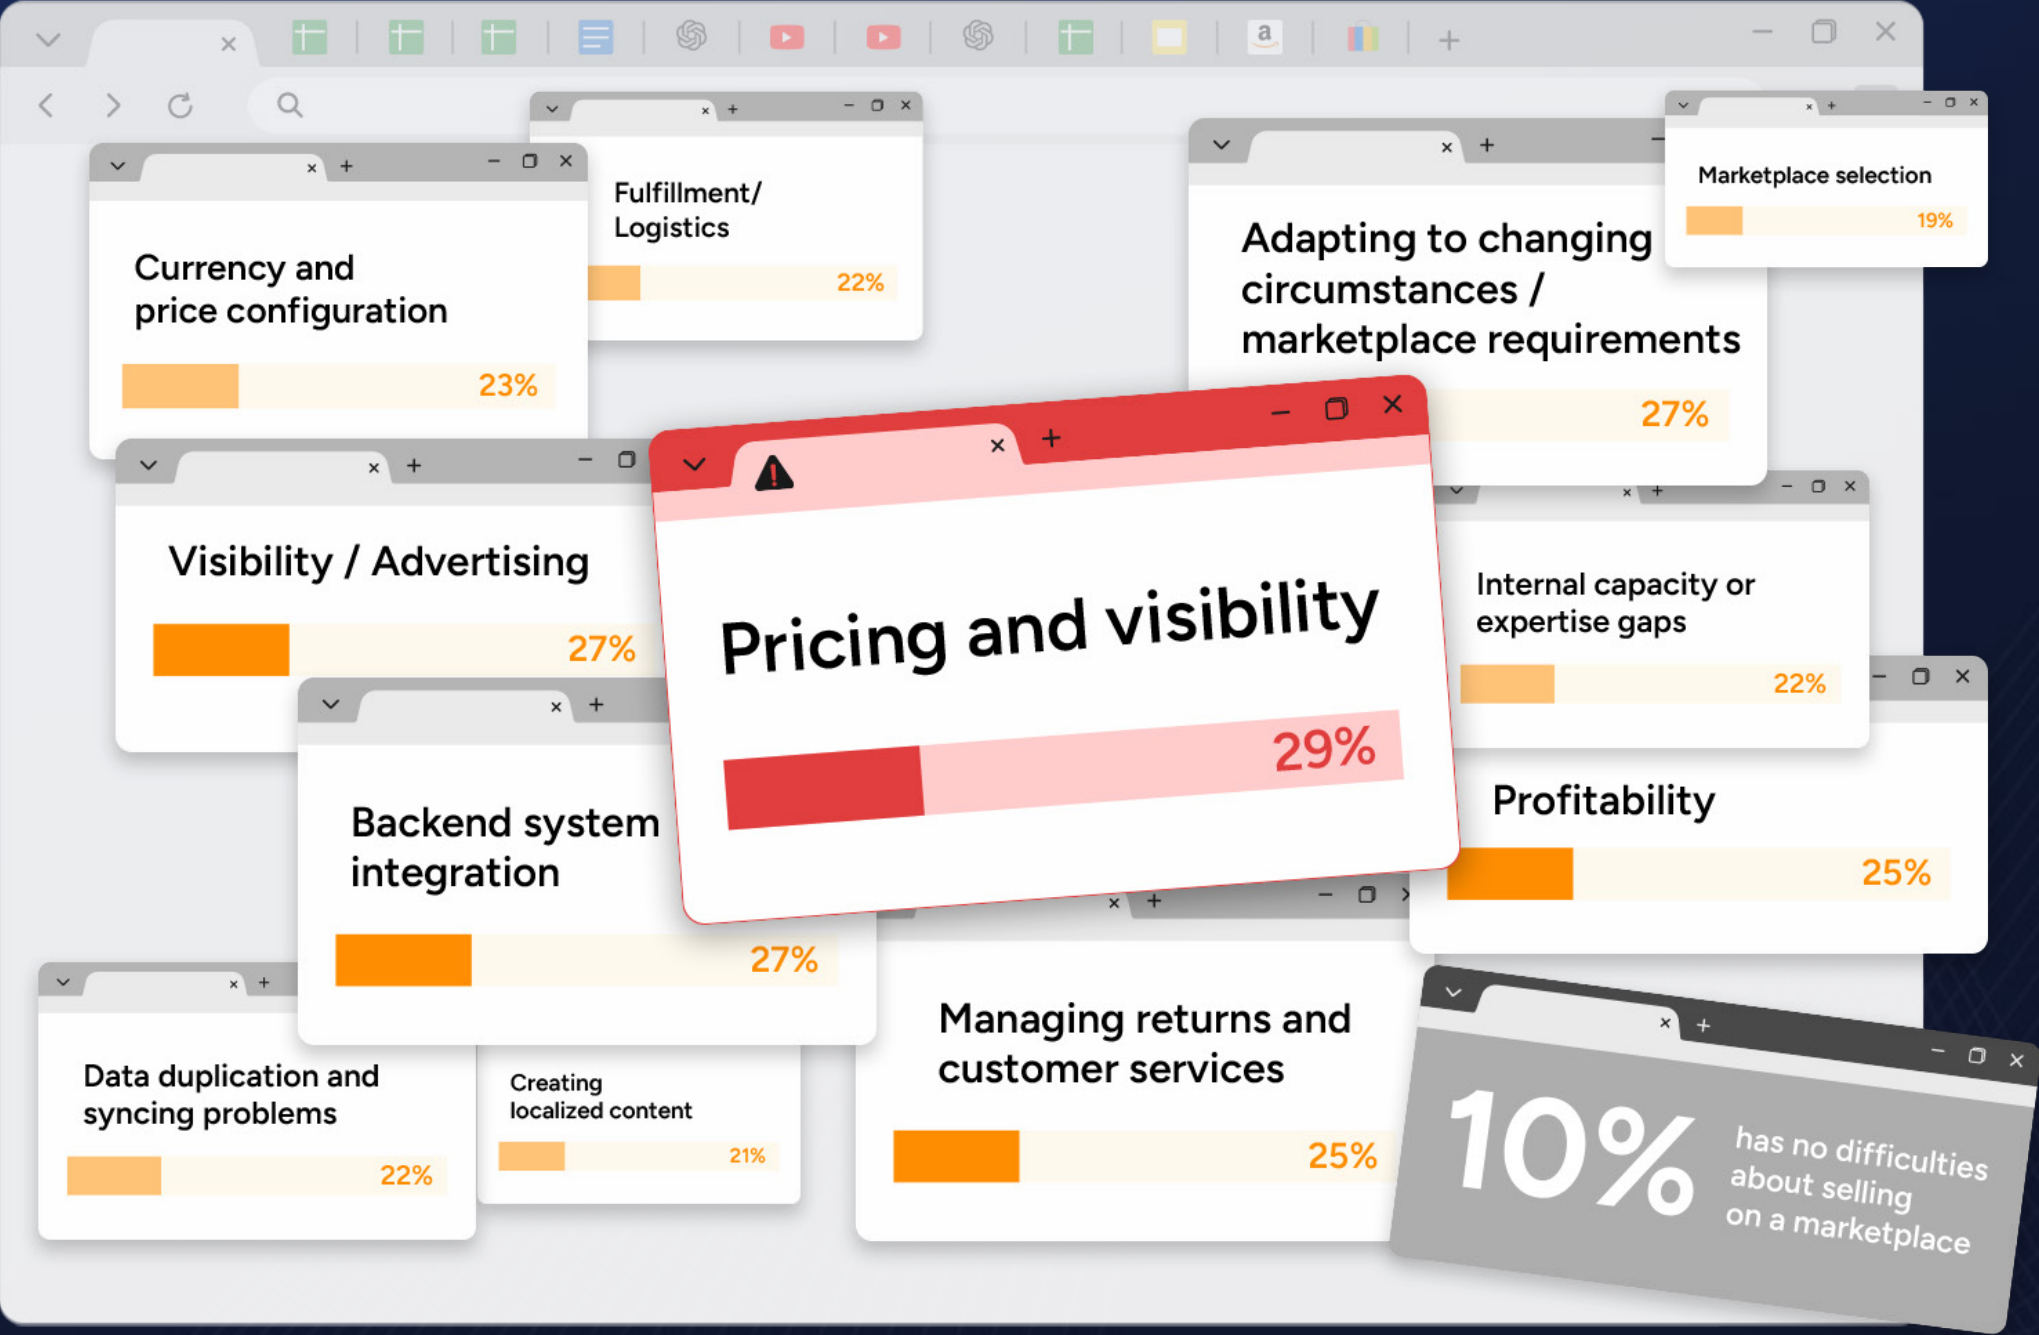 a
Fulfillment/
Logistics
22%
Marketplace selection
19%
Currency and
price configuration
23%
Adapting to changing
circumstances /
marketplace requirements
27%
Visibility / Advertising
27%
Pricing and visibility
29%
Internal capacity or
expertise gaps
22%
Backend system
integration
27%
Profitability
25%
Data duplication and
syncing problems
22%
Creating
localized content
21%
Managing returns and
customer services
25%
10%
has no difficulties
about selling
on a marketplace